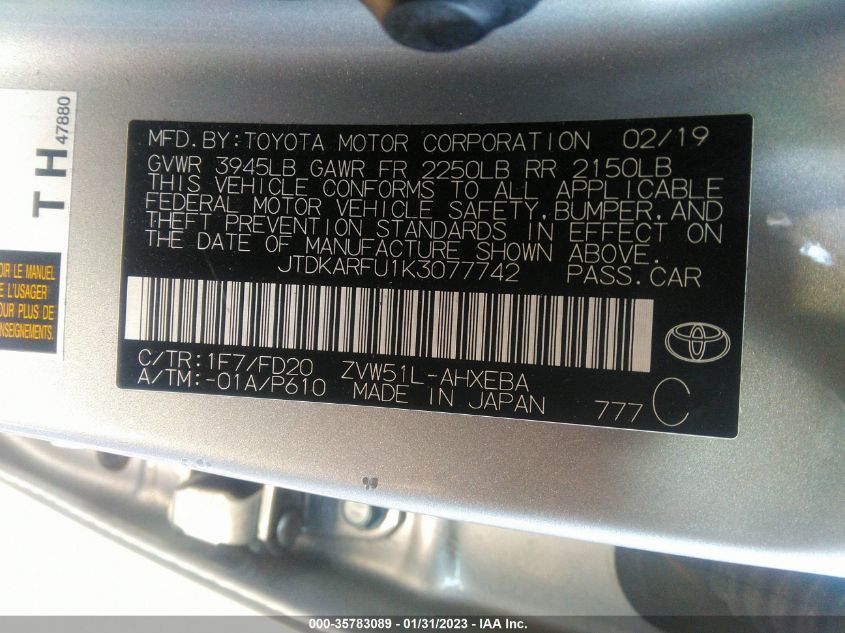 MFD.BY:TOYOTA MOTOR CORPORATION 02/19
GVWR 3945LB GAWR FR 2250LB RR 2150LB
THIS VEHICLE CONFORMS TO ALL APPLICABLE
FEDERAL MOTOR VEHICLE SAFETY,BUMPER,AND
THEFT PREVENTION STANDARDS IN EFFECT ON
THE DATE OF MANUFACTURE SHOWN ABOVE.
JTDKARFU1K3077742 PASS.CAR
C/TR:1F7/FD20 ZVW51L-AHXEBA
A/TM:-01A/P610 MADE IN JAPAN 777 C
TH
47880
LE MANUEL
L'USAGER
PLUS DE
000-35783089 - 01/31/2023 - IAA Inc.